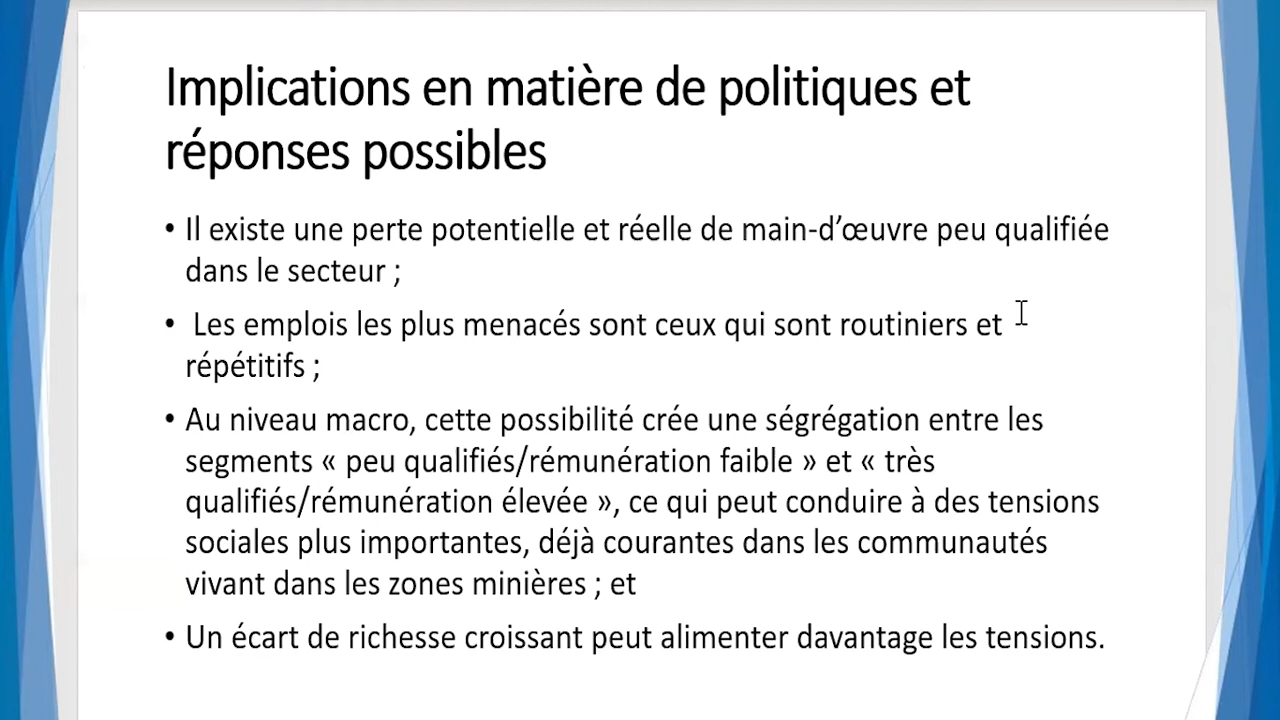 Implications en matière de politiques et
réponses possibles
• Il existe une perte potentielle et réelle de main-d’œuvre peu qualifiée
dans le secteur ;
• Les emplois les plus menacés sont ceux qui sont routiniers et
répétitifs ;
• Au niveau macro, cette possibilité crée une ségrégation entre les
segments « peu qualifiés/rémunération faible » et « très
qualifiés/rémunération élevée », ce qui peut conduire à des tensions
sociales plus importantes, déjà courantes dans les communautés
vivant dans les zones minières ; et
• Un écart de richesse croissant peut alimenter davantage les tensions.